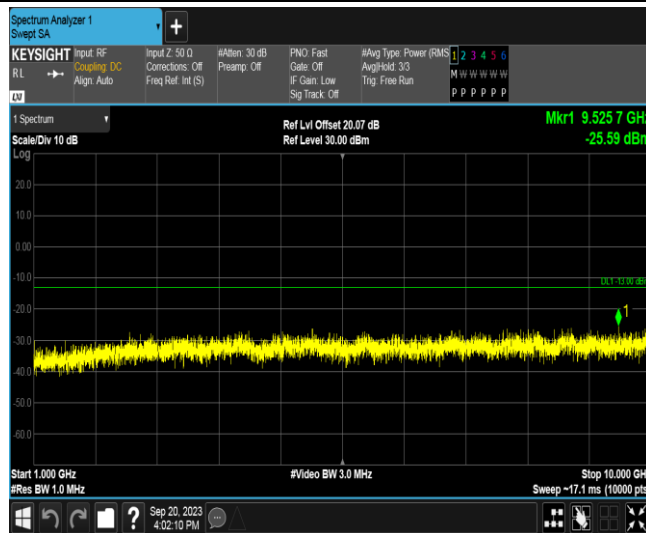 Spectrum Analyzer 1
Swept SA
+
KEYSIGHT
RL
LXI
Input: RF
Coupling: DC
Align: Auto
Input Z: 50 Ω
Corrections: Off
Freq Ref: Int (S)
#Atten: 30 dB
Preamp: Off
PNO: Fast
Gate: Off
IF Gain: Low
Sig Track: Off
#Avg Type: Power (RMS
Avg|Hold: 3/3
Trig: Free Run
1 2 3 4 5 6
M W W W W W
P P P P P P
1 Spectrum
Scale/Div 10 dB
Log
Ref Lvl Offset 20.07 dB
Ref Level 30.00 dBm
Mkr1 9.525 7 GHz
-25.59 dBm
20.0
10.0
0.00
-10.0
DL1 -13.00 dBm
-20.0
1
-30.0
-40.0
-50.0
-60.0
Start 1.000 GHz
#Res BW 1.0 MHz
#Video BW 3.0 MHz
Stop 10.000 GHz
Sweep ~17.1 ms (10000 pts)
?
Sep 20, 2023
4:02:10 PM